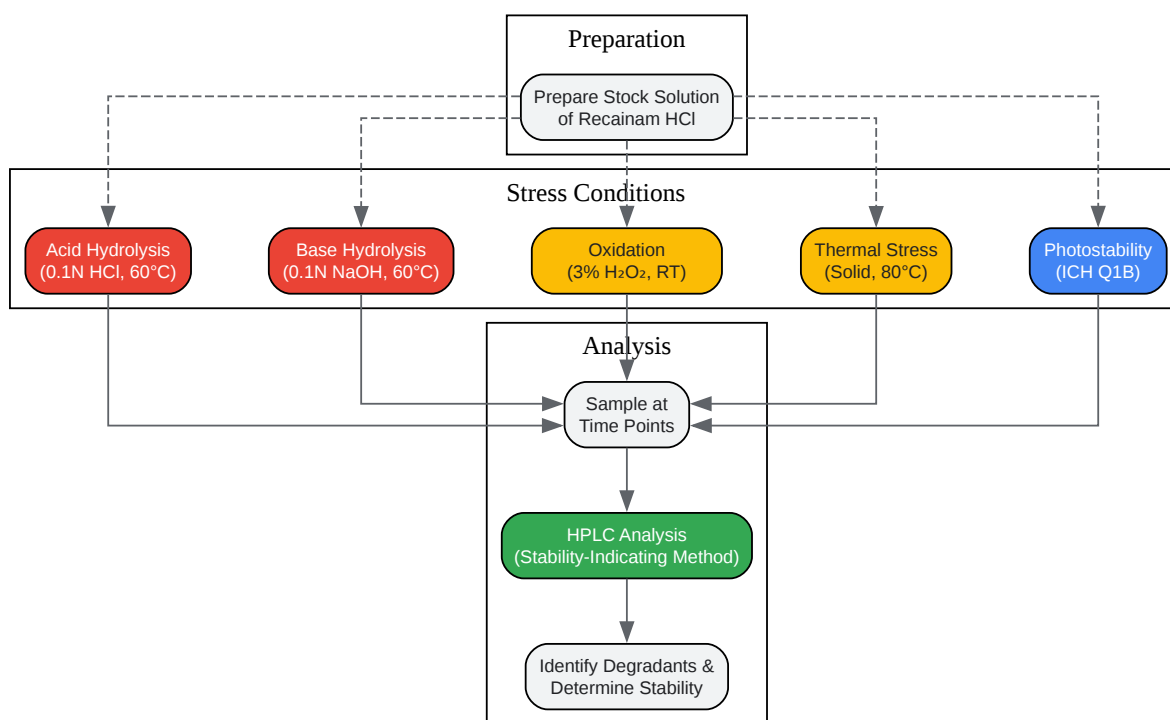 Preparation
Prepare Stock Solution
of Recainam HCl
Stress Conditions
Acid Hydrolysis
(0.1N HCl, 60°C)
Base Hydrolysis
(0.1N NaOH, 60°C)
Oxidation
(3% H₂O₂, RT)
Thermal Stress
(Solid, 80°C)
Photostability
(ICH Q1B)
Analysis
Sample at
Time Points
HPLC Analysis
(Stability-Indicating Method)
Identify Degradants &
Determine Stability